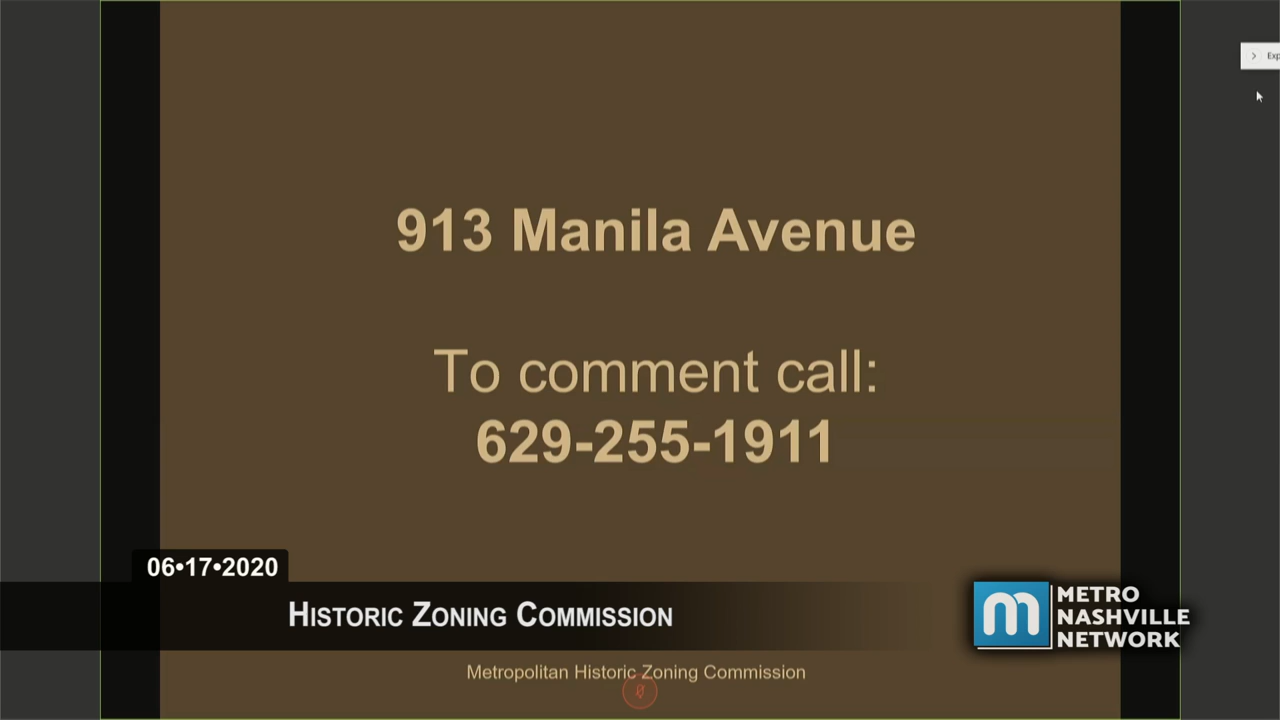 Exp
913 Manila Avenue
To comment call:
629-255-1911
06•17•2020
HISTORIC ZONING COMMISSION
m METRO
NASHVILLE
NETWORK
Metropolitan Historic Zoning Commission